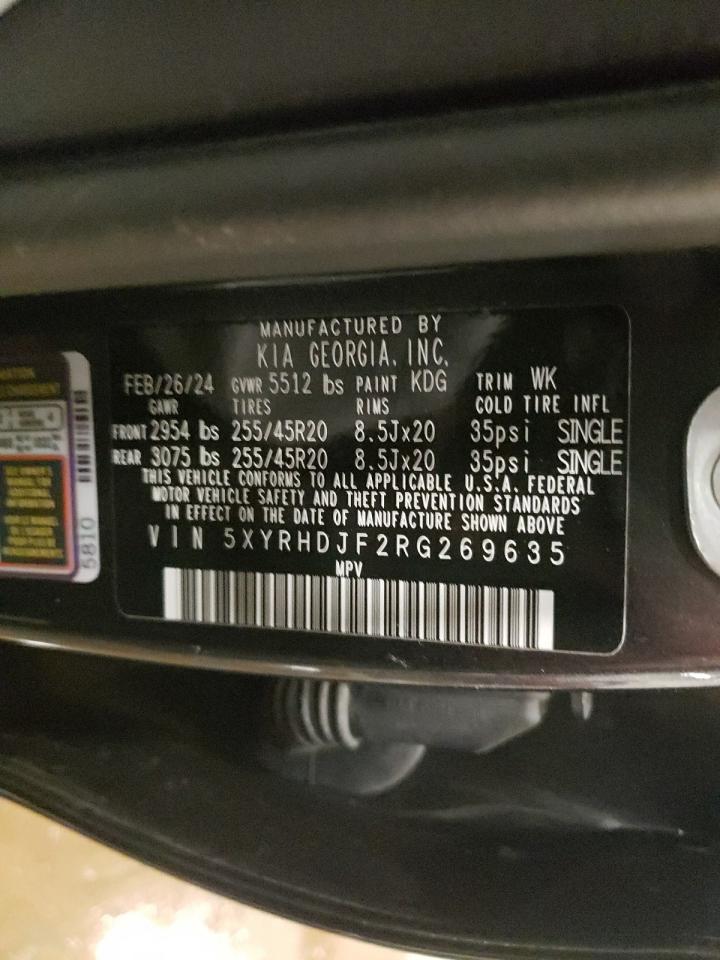 MANUFACTURED BY
KIA GEORGIA, INC.
FEB/26/24 GVWR 5512 lbs PAINT KDG TRIM WK
GAWR TIRES RIMS COLD TIRE INFL
FRONT 2954 lbs 255/45R20 8.5Jx20 35psi SINGLE
REAR 3075 lbs 255/45R20 8.5Jx20 35psi SINGLE
THIS VEHICLE CONFORMS TO ALL APPLICABLE U.S.A. FEDERAL
MOTOR VEHICLE SAFETY AND THEFT PREVENTION STANDARDS
IN EFFECT ON THE DATE OF MANUFACTURE SHOWN ABOVE
VIN 5XYRHDJF2RG269635
MPV
5810